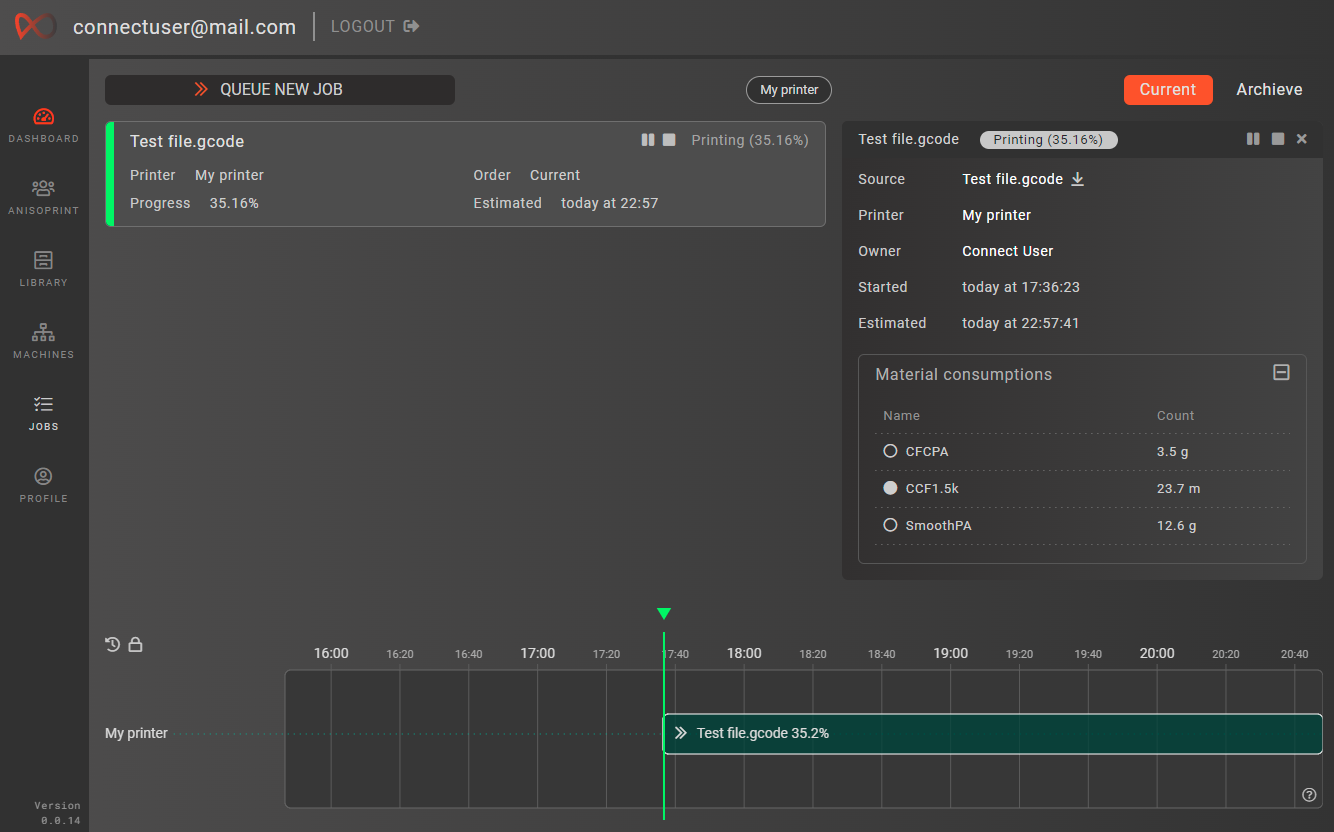 connectuser@mail.com LOGOUT
DASHBOARD
ANISOPRINT
LIBRARY
MACHINES
JOBS
PROFILE
Version
0.0.14
QUEUE NEW JOB
My printer
Current Archieve
Test file.gcode Printing (35.16%)
Printer My printer Order Current
Progress 35.16% Estimated today at 22:57
Test file.gcode Printing (35.16%)
Source Test file.gcode
Printer My printer
Owner Connect User
Started today at 17:36:23
Estimated today at 22:57:41
Material consumptions
Name Count
CFCPA 3.5 g
CCF1.5k 23.7 m
SmoothPA 12.6 g
16:00 16:20 16:40 17:00 17:20 17:40 18:00 18:20 18:40 19:00 19:20 19:40 20:00 20:20 20:40
My printer Test file.gcode 35.2%